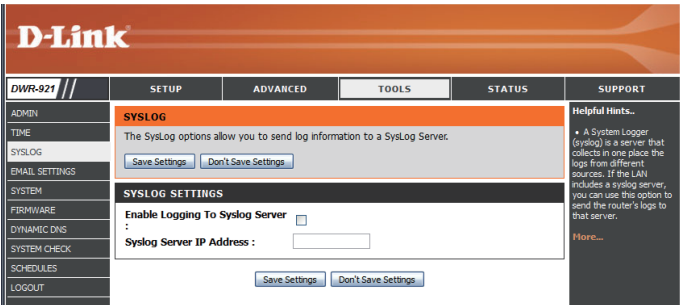 D-Link
DWR-921
SETUP
ADVANCED
TOOLS
STATUS
SUPPORT
ADMIN
TIME
SYSLOG
EMAIL SETTINGS
SYSTEM
FIRMWARE
DYNAMIC DNS
SYSTEM CHECK
SCHEDULES
LOGOUT
SYSLOG
The SysLog options allow you to send log information to a SysLog Server.
Save Settings
Don't Save Settings
SYSLOG SETTINGS
Enable Logging To Syslog Server
:
Syslog Server IP Address :
Save Settings
Don't Save Settings
Helpful Hints..
• A System Logger
(syslog) is a server that
collects in one place the
logs from different
sources. If the LAN
includes a syslog server,
you can use this option to
send the router's logs to
that server.
More...